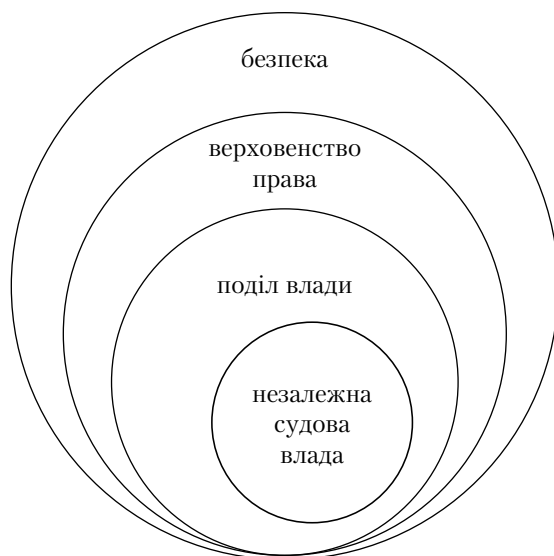 безпека
верховенство
права
поділ влади
незалежна
судова
влада